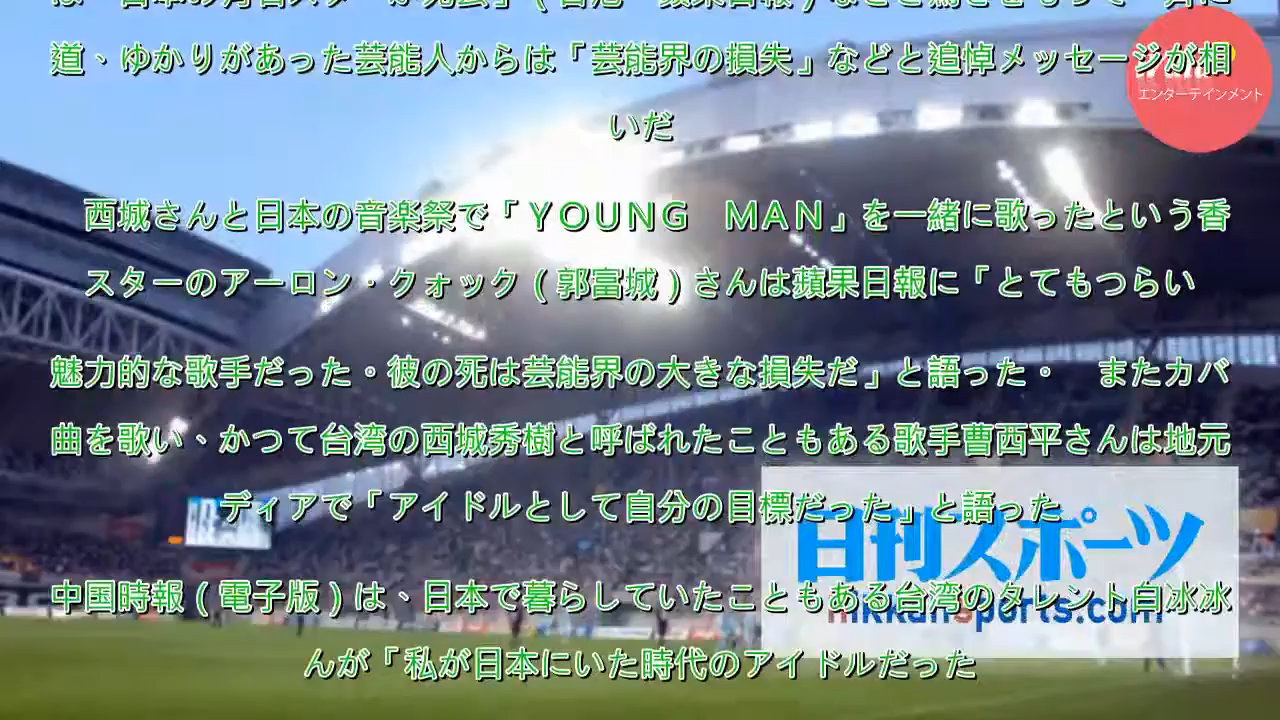 道、ゆかりがあった芸能人からは「芸能界の損失」などと追悼メッセージが相
いだ
エンターテインメント
西城さんと日本の音楽祭で「ＹＯＵＮＧ　ＭＡＮ」を一緒に歌ったという香
スターのアーロン・クォック(郭富城)さんは蘋果日報に「とてもつらい
魅力的な歌手だった。彼の死は芸能界の大きな損失だ」と語った。　またカバ
曲を歌い、かつて台湾の西城秀樹と呼ばれたこともある歌手曹西平さんは地元
ディアで「アイドルとして自分の目標だった」と語った
日刊スポーツ
中国時報(電子版)は、日本で暮らしていたこともある台湾のタレント白冰冰
nikkansports.com
んが「私が日本にいた時代のアイドルだった